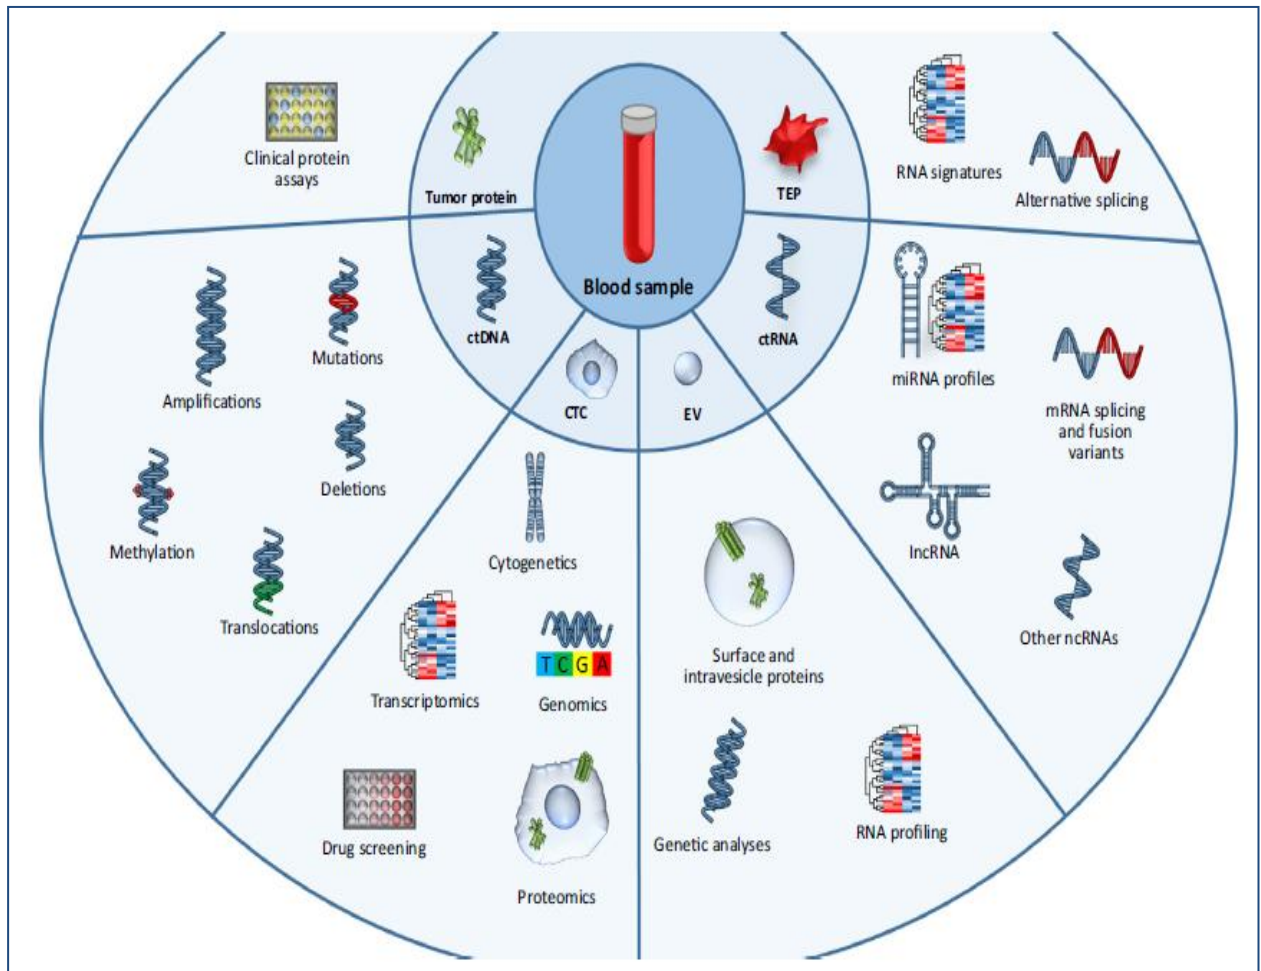 Clinical protein
assays
Tumor protein
TEP
RNA signatures
Alternative splicing
Blood sample
ctDNA
ctRNA
CTC
EV
Amplifications
Mutations
Deletions
Methylation
Translocations
Cytogenetics
Transcriptomics
T C G A
Genomics
Drug screening
Proteomics
Surface and
intravesicle proteins
Genetic analyses
RNA profiling
miRNA profiles
mRNA splicing
and fusion
variants
lncRNA
Other ncRNAs